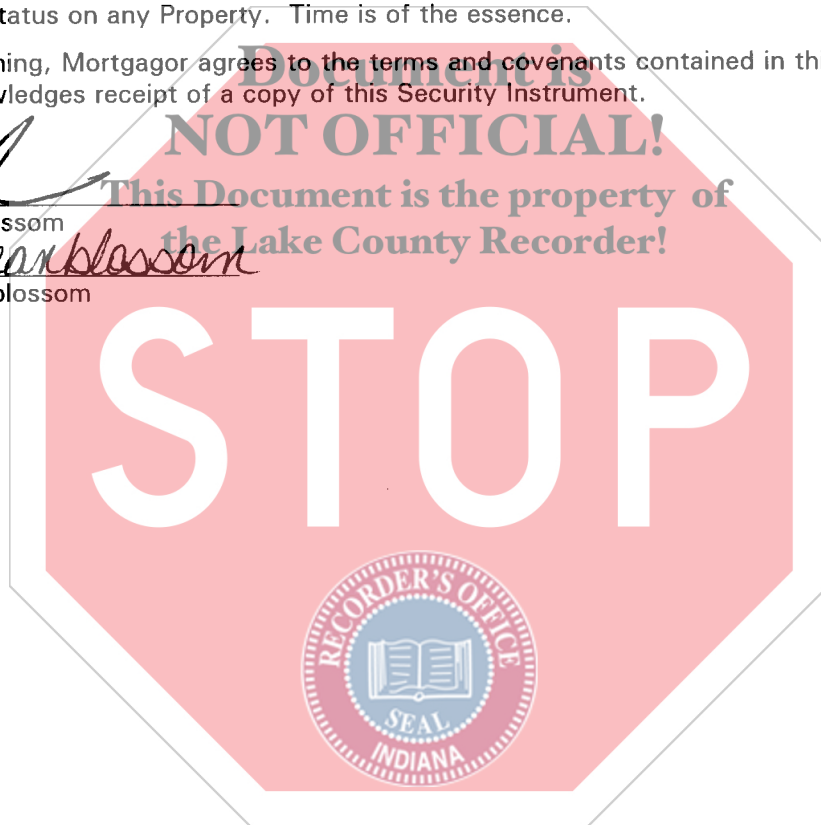 tatus on any Property. Time is of the essence.
ning, Mortgagor agrees to the terms and covenants contained in th
vledges receipt of a copy of this Security Instrument.
Document is
NOT OFFICIAL!
This Document is the property of
the Lake County Recorder!
ssom
anblossom
blossom
STOP
RECORDER'S OFFICE
SEAL
INDIANA